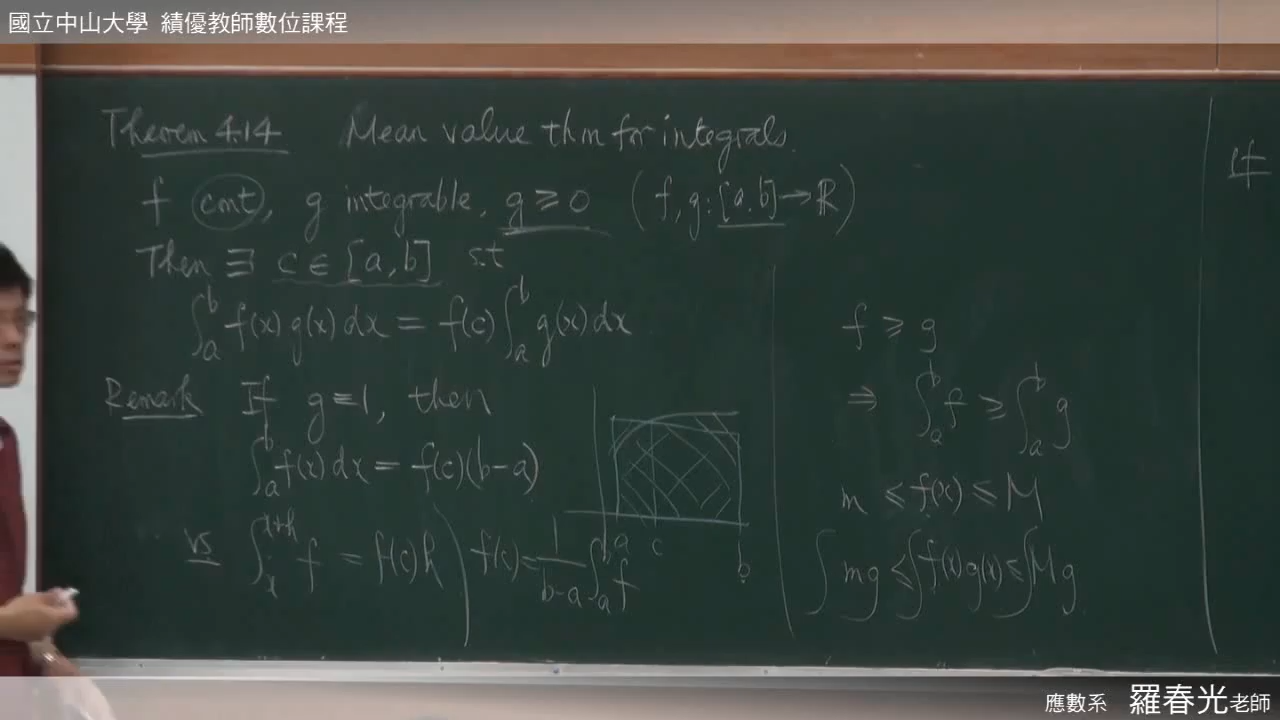 國立中山大學 績優教師數位課程
Theorem 4.14 Mean value thm for integrals.
f cnt, g integrable, g ≥ 0 (f, g: [a, b] → ℝ)
Then ∃ c ∈ [a, b] s.t
∫_a^b f(x) g(x) dx = f(c) ∫_a^b g(x) dx
Remark If g ≡ 1, then
∫_a^b f(x) dx = f(c)(b-a)
vs ∫_x^{x+h} f = f(c) h
f(c) = 1/(b-a) ∫_a^b f
a c b
f ≥ g
⇒ ∫_a^b f ≥ ∫_a^b g
m ≤ f(x) ≤ M
∫ mg ≤ ∫ f(x) g(x) ≤ ∫ Mg
應數系 羅春光老師